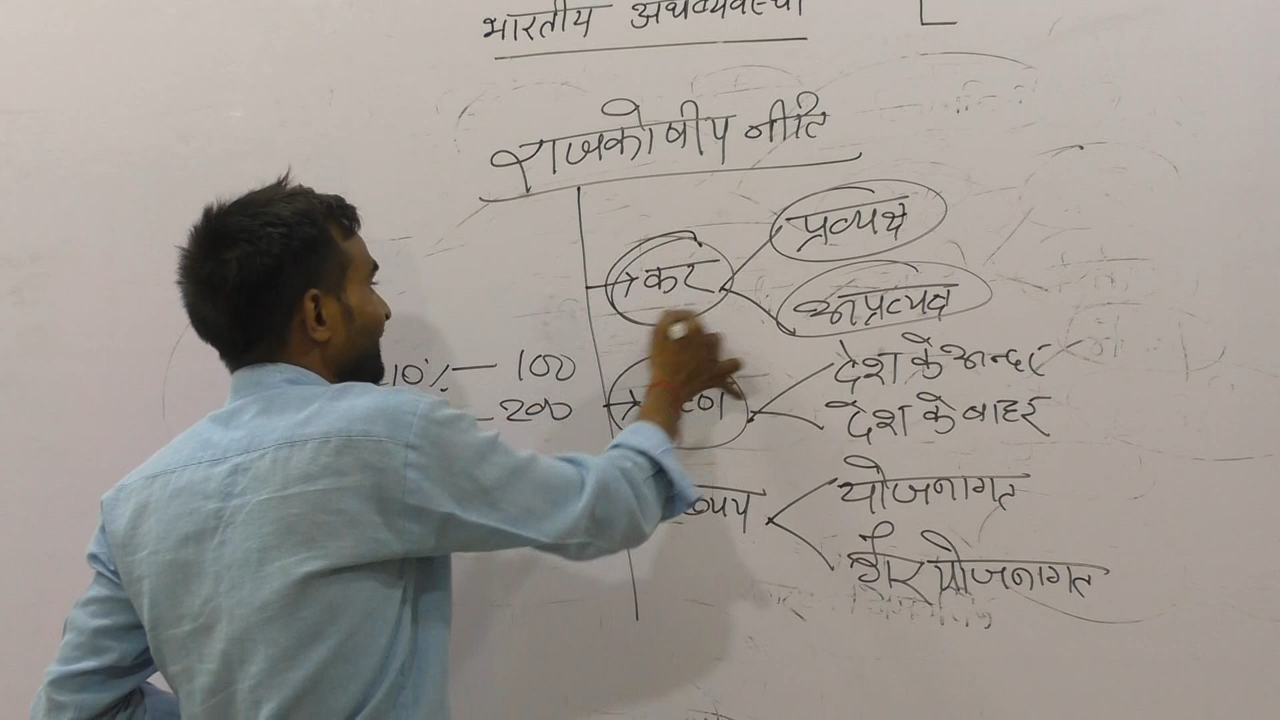 भारतीय अर्थव्यवस्था
राजकोषीय नीति
कर
प्रत्यक्ष
अप्रत्यक्ष
10% — 100
200
देश के अन्दर
देश के बाहर
व्यय
योजनागत
गैर योजनागत